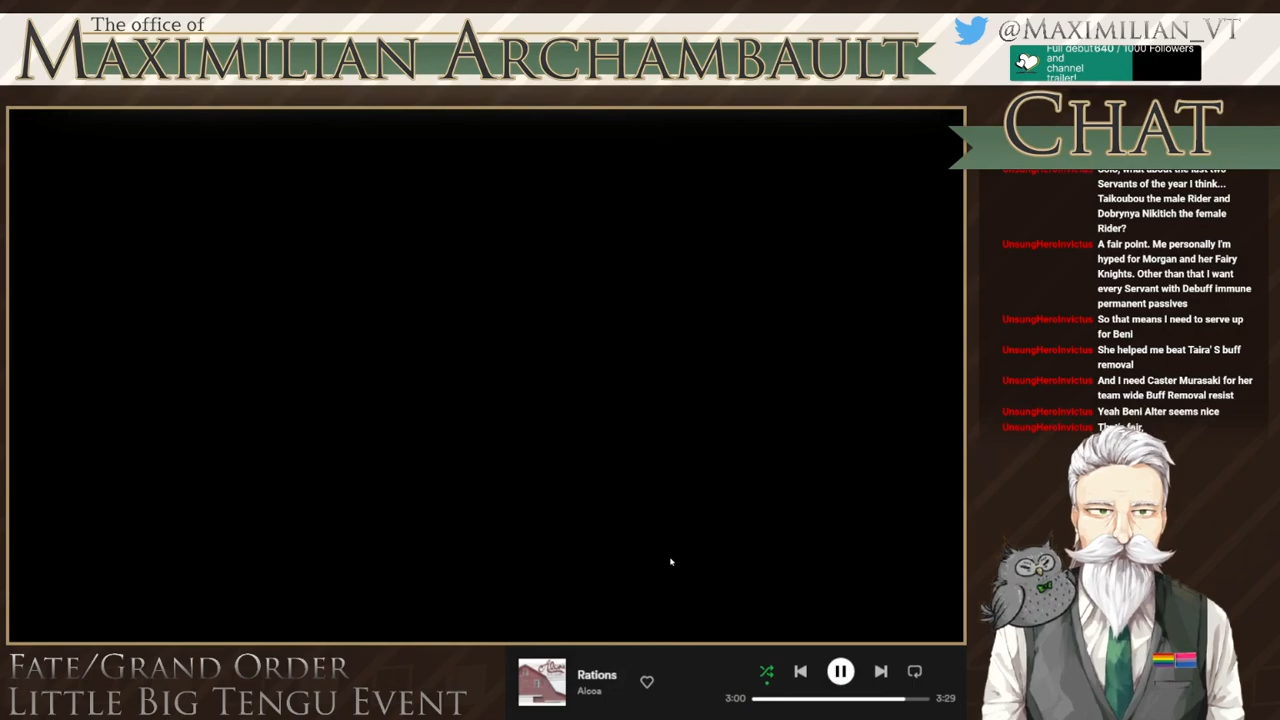 The office of
MAXIMILIAN ARCHAMBAULT
@MAXIMILIAN_VT
Full debut 640 / 1000 Followers
and
channel
trailer!
CHAT
UnsungHeroInvictus Solo, what about the last two
Servants of the year I think...
Taikoubou the male Rider and
Dobrynya Nikitich the female
Rider?
UnsungHeroInvictus A fair point. Me personally I'm
hyped for Morgan and her Fairy
Knights. Other than that I want
every Servant with Debuff immune
permanent passives
UnsungHeroInvictus So that means I need to serve up
for Beni
UnsungHeroInvictus She helped me beat Taira' S buff
removal
UnsungHeroInvictus And I need Caster Murasaki for her
team wide Buff Removal resist
UnsungHeroInvictus Yeah Beni Alter seems nice
UnsungHeroInvictus That's fair,
FATE/GRAND ORDER
LITTLE BIG TENGU EVENT
Rations
Alcoa
3:00
3:29